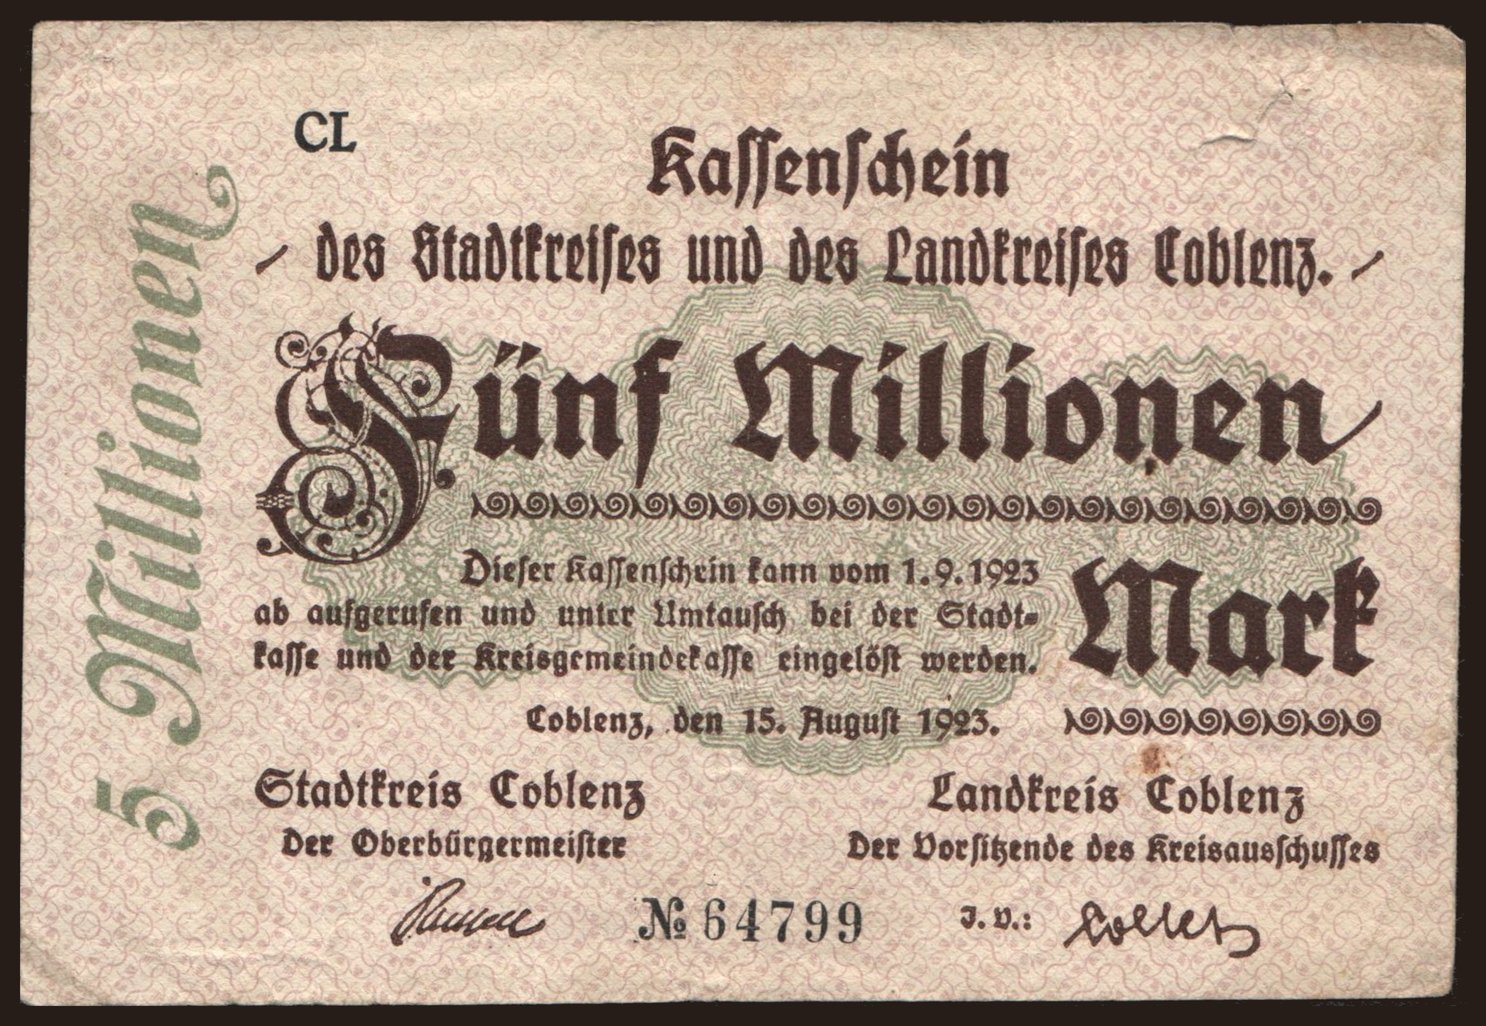 CL
Kassenschein
des Stadtkreises und des Landkreises Coblenz.
Fünf Millionen
Mark
Dieser Kassenschein kann vom 1.9.1923
ab aufgerufen und unter Umtausch bei der Stadt-
kasse und der Kreisgemeindekasse eingelöst werden.
Coblenz, den 15. August 1923.
Stadtkreis Coblenz
Der Oberbürgermeister
Landkreis Coblenz
Der Vorsitzende des Kreisausschusses
№ 64799
J.V.:
5 Millionen